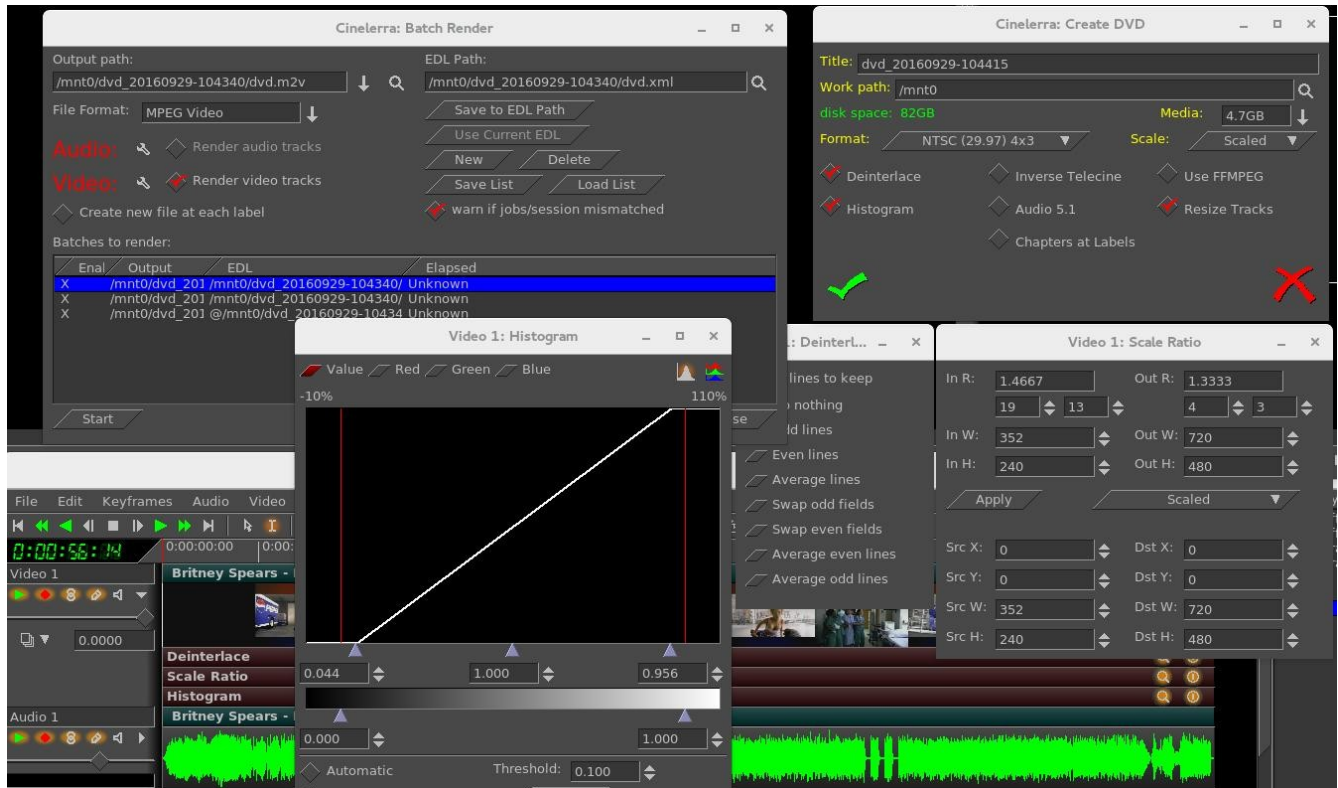 Cinelerra: Batch Render
Output path:
/mnt0/dvd_20160929-104340/dvd.m2v
EDL Path:
/mnt0/dvd_20160929-104340/dvd.xml
File Format: MPEG Video
Save to EDL Path
Use Current EDL
Audio: Render audio tracks
New Delete
Video: Render video tracks
Save List Load List
Create new file at each label
warn if jobs/session mismatched
Batches to render:
Enal Output EDL Elapsed
X /mnt0/dvd_201 /mnt0/dvd_20160929-104340/ Unknown
X /mnt0/dvd_201 /mnt0/dvd_20160929-104340/ Unknown
X /mnt0/dvd_201 @/mnt0/dvd_20160929-10434 Unknown
Start
Cinelerra: Create DVD
Title: dvd_20160929-104415
Work path: /mnt0
disk space: 82GB Media: 4.7GB
Format: NTSC (29.97) 4x3 Scale: Scaled
Deinterlace Inverse Telecine Use FFMPEG
Histogram Audio 5.1 Resize Tracks
Chapters at Labels
Video 1: Histogram
Value Red Green Blue
-10% 110%
0.044 1.000 0.956
0.000 1.000
Automatic Threshold: 0.100
1: Deinterl...
lines to keep
nothing
lines
Even lines
Average lines
Swap odd fields
Swap even fields
Average even lines
Average odd lines
Video 1: Scale Ratio
In R: 1.4667 Out R: 1.3333
19 13 4 3
In W: 352 Out W: 720
In H: 240 Out H: 480
Apply Scaled
Src X: 0 Dst X: 0
Src Y: 0 Dst Y: 0
Src W: 352 Dst W: 720
Src H: 240 Dst H: 480
File Edit Keyframes Audio Video
0:00:56:14 0:00:00:00 0:00:
Video 1 Britney Spears -
PEPSI
0.0000
Deinterlace
Scale Ratio
Histogram
Audio 1 Britney Spears -